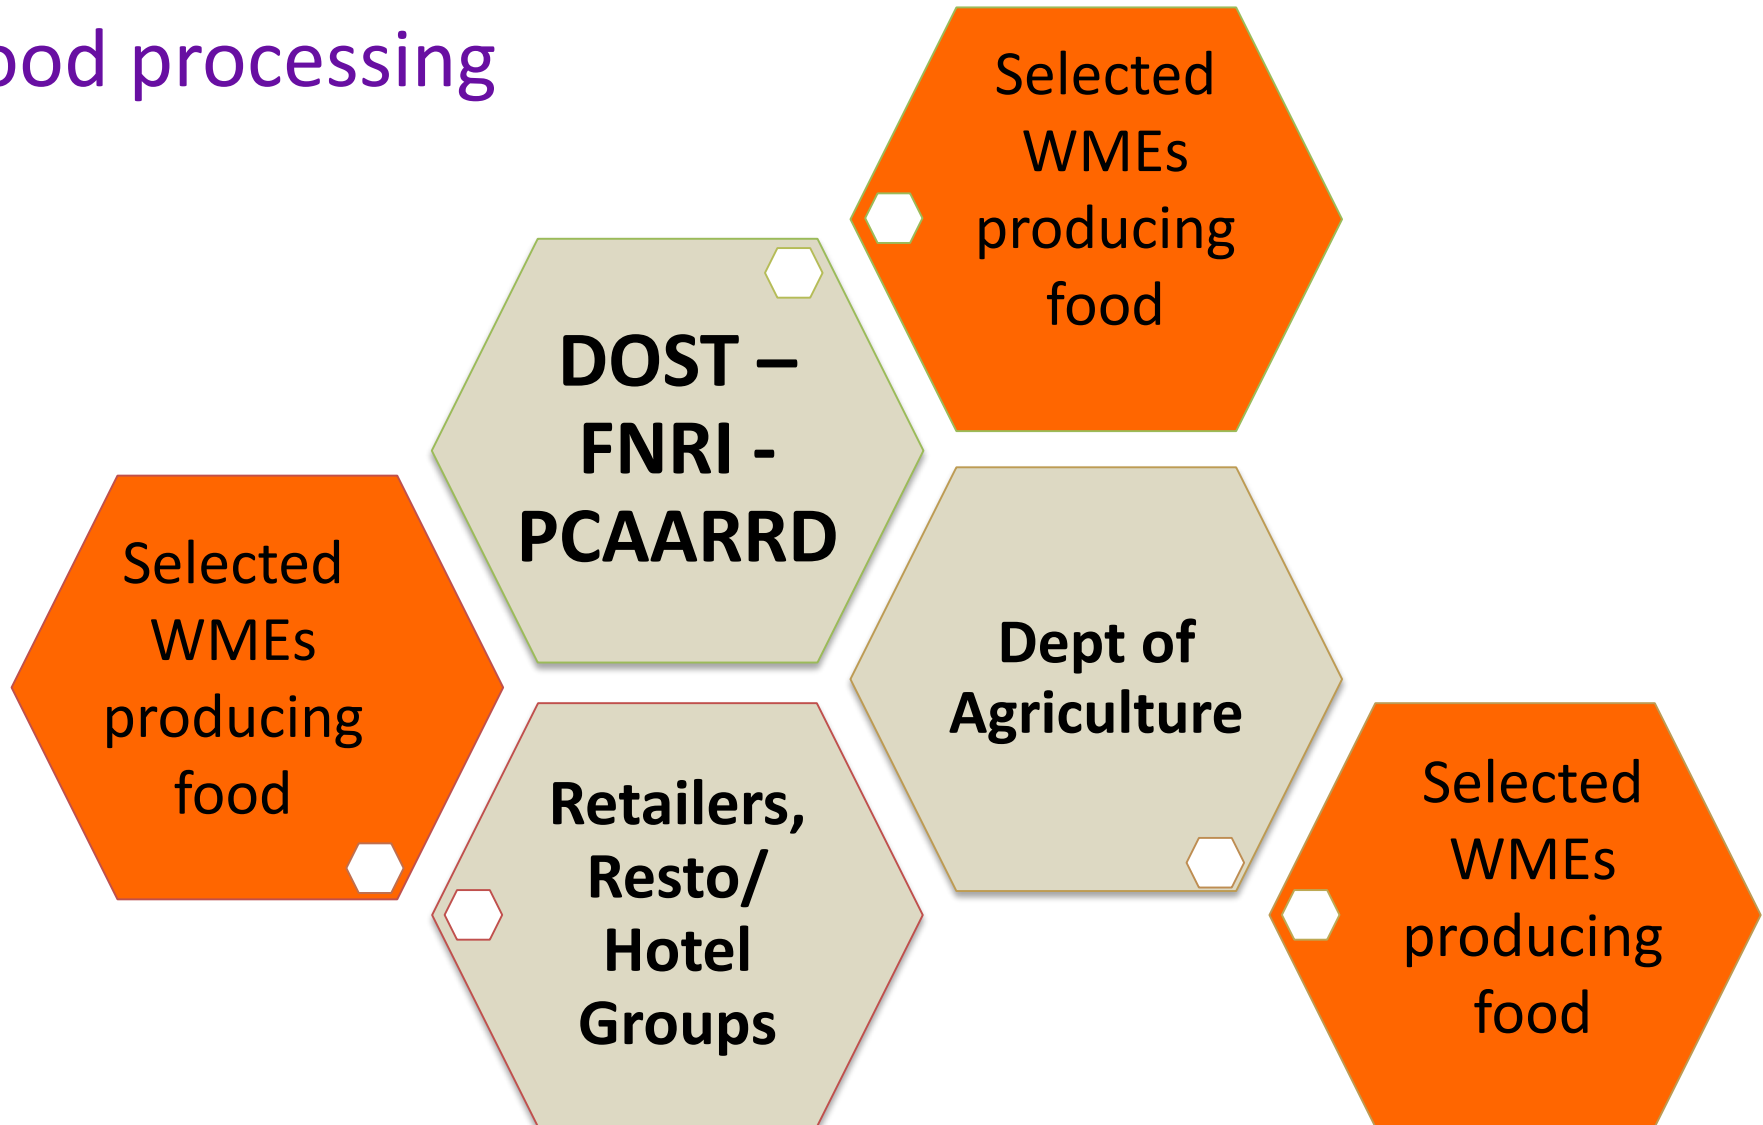 ood processing
Selected
WMEs
producing
food
DOST –
FNRI -
PCAARRD
Dept of
Agriculture
Selected
WMEs
producing
food
Retailers,
Resto/
Hotel
Groups
Selected
WMEs
producing
food